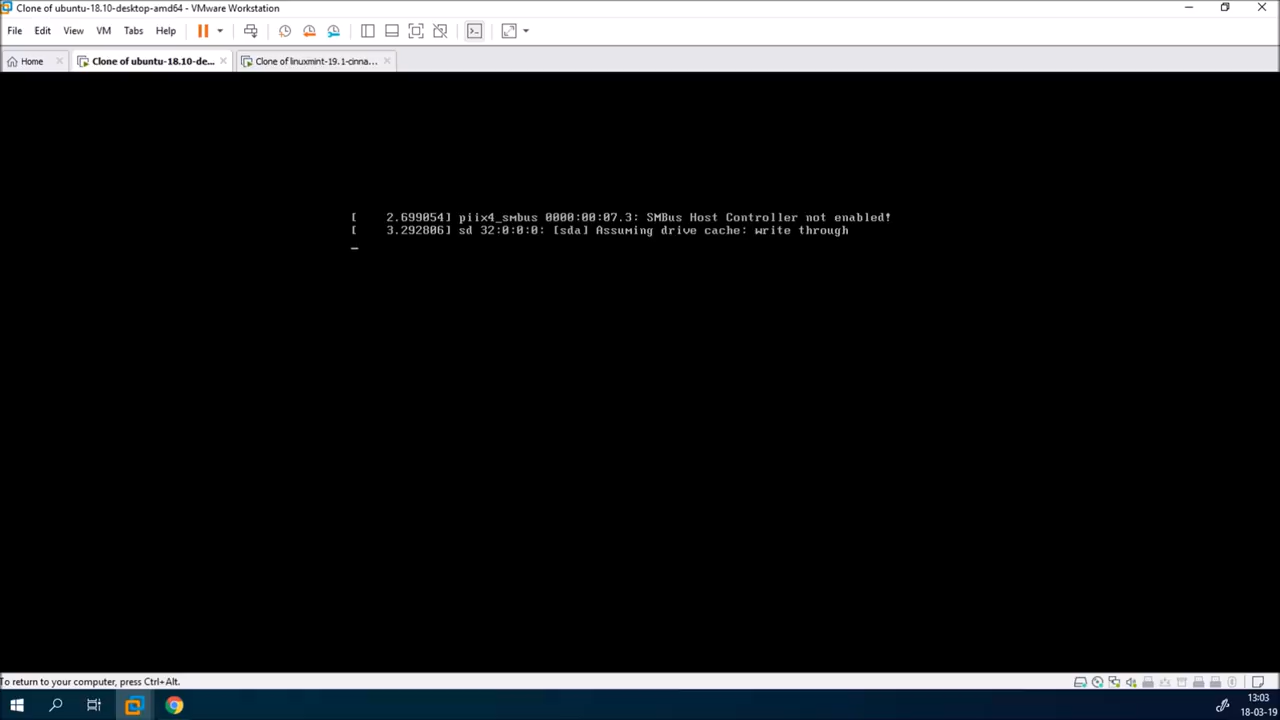 Clone of ubuntu-18.10-desktop-amd64 - VMware Workstation
File Edit View VM Tabs Help
Home Clone of ubuntu-18.10-de... Clone of linuxmint-19.1-cinna...
[ 2.699054] piix4_smbus 0000:00:07.3: SMBus Host Controller not enabled!
[ 3.292806] sd 32:0:0:0: [sda] Assuming drive cache: write through
To return to your computer, press Ctrl+Alt.
13:03
18-03-19